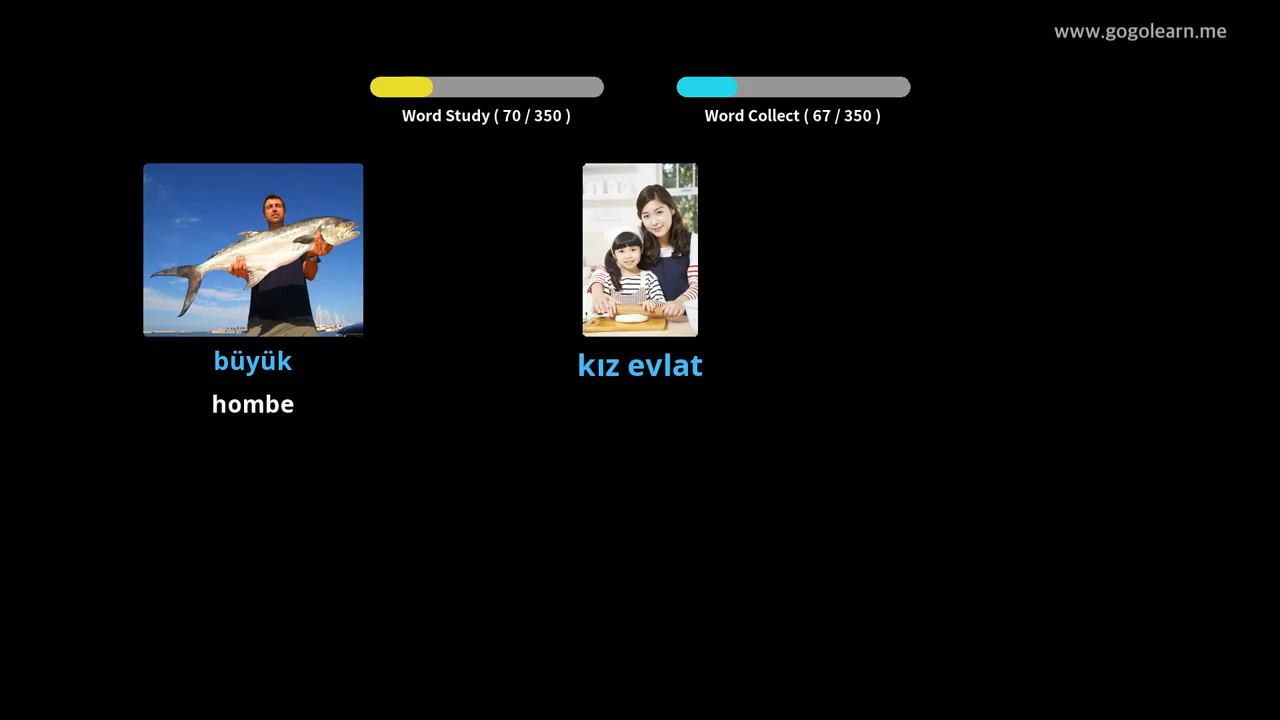 www.gogolearn.me
Word Study ( 70 / 350 )
Word Collect ( 67 / 350 )
büyük
hombe
kız evlat